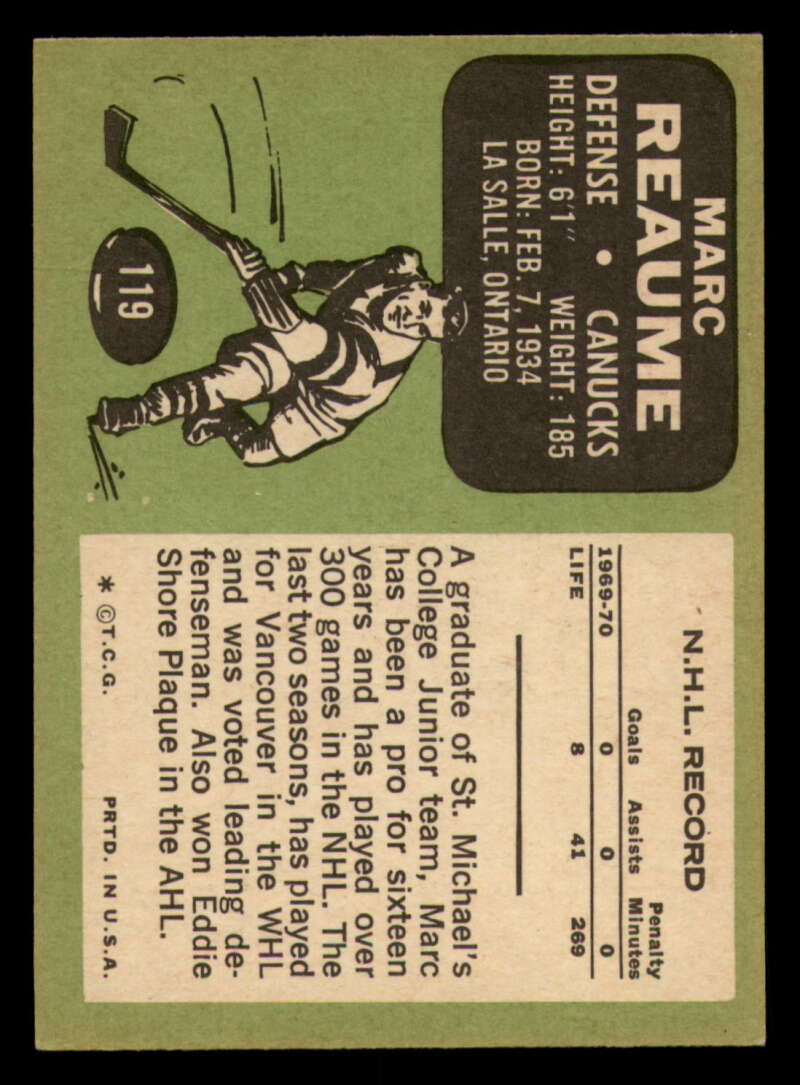 MARC
REAUME
DEFENSE • CANUCKS
HEIGHT: 6'1" WEIGHT: 185
BORN: FEB. 7, 1934
LA SALLE, ONTARIO
119
N.H.L. RECORD
Goals Assists Penalty Minutes
1969-70 0 0 0
LIFE 8 41 269
A graduate of St. Michael's
College Junior team, Marc
has been a pro for sixteen
years and has played over
300 games in the NHL. The
last two seasons, has played
for Vancouver in the WHL
and was voted leading de-
fenseman. Also won Eddie
Shore Plaque in the AHL.
* ©T.C.G. PRTD. IN U.S.A.